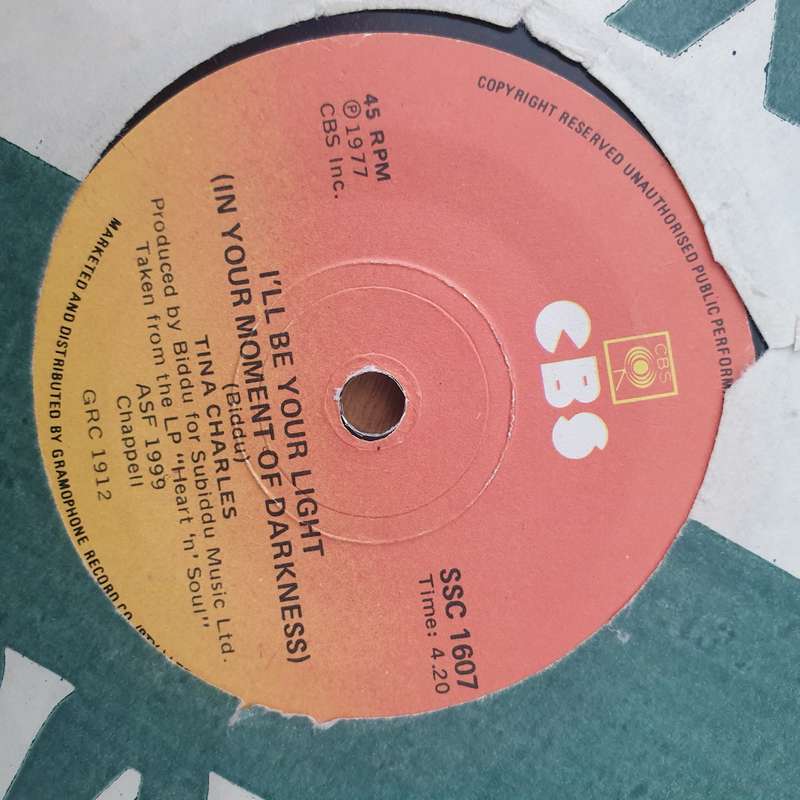 COPYRIGHT RESERVED UNAUTHORISED PUBLIC PERFORM
CBS
CBS
45 RPM
Ⓟ1977
CBS Inc.
SSC 1607
Time: 4.20
I'LL BE YOUR LIGHT
(IN YOUR MOMENT OF DARKNESS)
(Biddu)
TINA CHARLES
Produced by Biddu for Subiddu Music Ltd.
Taken from the LP "Heart 'n' Soul"
ASF 1999
Chappell
GRC 1912
MARKETED AND DISTRIBUTED BY GRAMOPHONE RECORD CO.